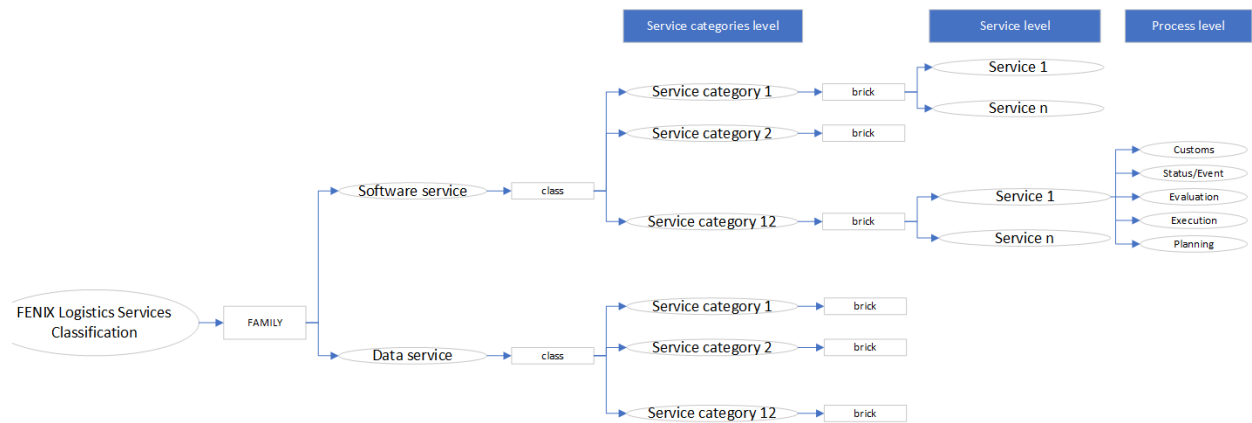 Service categories level
Service level
Process level
Service 1
Service category 1
brick
Service n
Service category 2
brick
Customs
Status/Event
Software service
class
Service 1
Evaluation
Service category 12
brick
Execution
Service n
Planning
FENIX Logistics Services
Classification
FAMILY
Service category 1
brick
Data service
class
Service category 2
brick
Service category 12
brick